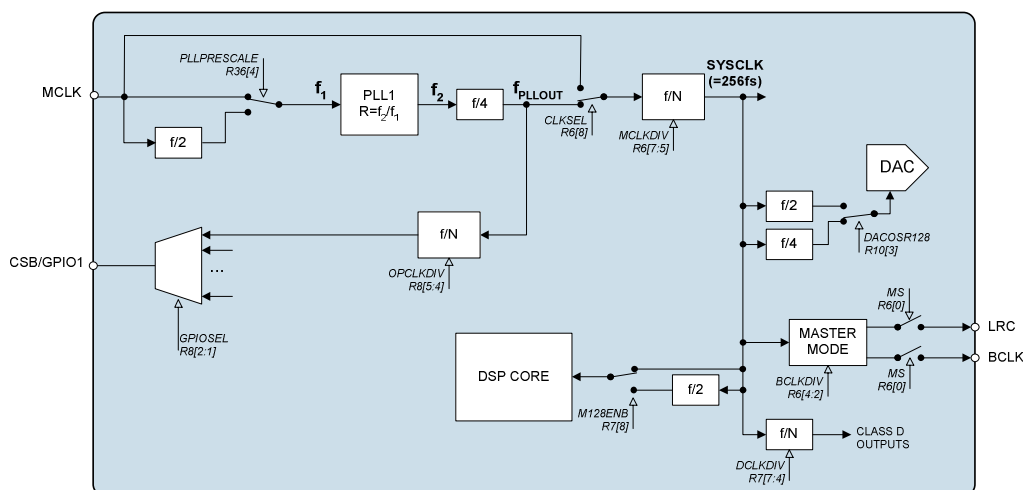 MCLK
PLLPRESCALE
R36[4]
f/2
f1
PLL1
R=f2/f1
f2
f/4
fPLLOUT
CLKSEL
R6[8]
f/N
MCLKDIV
R6[7:5]
SYSCLK
(=256fs)
DAC
f/2
f/4
DACOSR128
R10[3]
CSB/GPIO1
...
GPIOSEL
R8[2:1]
f/N
OPCLKDIV
R8[5:4]
MASTER
MODE
BCLKDIV
R6[4:2]
MS
R6[0]
LRC
BCLK
MS
R6[0]
DSP CORE
M128ENB
R7[8]
f/2
f/N
DCLKDIV
R7[7:4]
CLASS D
OUTPUTS